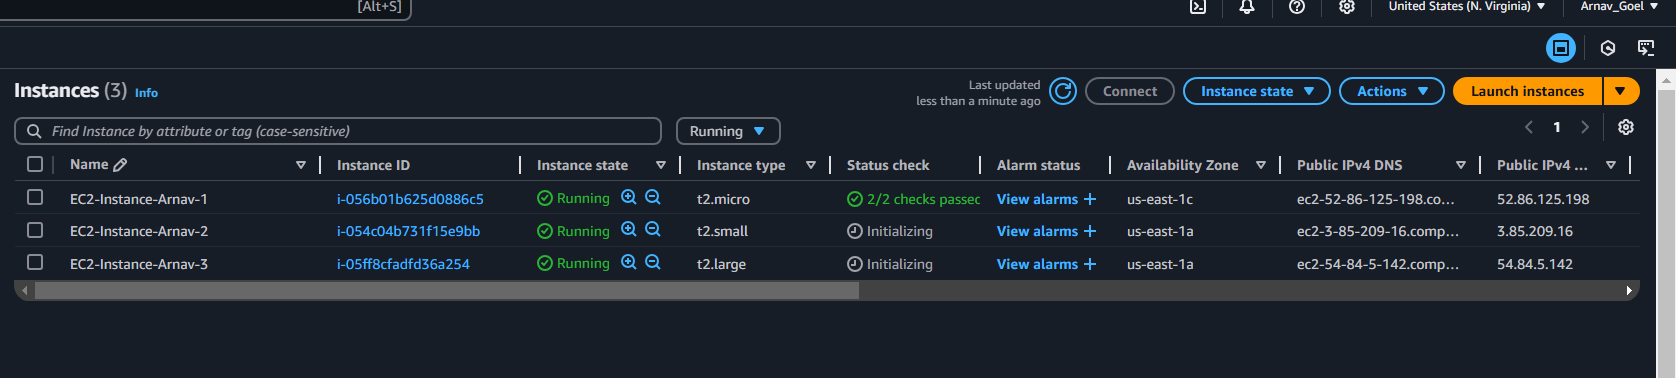 [Alt+S]
United States (N. Virginia)
Arnav_Goel
Instances (3) Info
Last updated
less than a minute ago
Connect
Instance state
Actions
Launch instances
Find Instance by attribute or tag (case-sensitive)
Running
1
Name Instance ID Instance state Instance type Status check Alarm status Availability Zone Public IPv4 DNS Public IPv4 ...
EC2-Instance-Arnav-1 i-056b01b625d0886c5 Running t2.micro 2/2 checks passec View alarms + us-east-1c ec2-52-86-125-198.co... 52.86.125.198
EC2-Instance-Arnav-2 i-054c04b731f15e9bb Running t2.small Initializing View alarms + us-east-1a ec2-3-85-209-16.comp... 3.85.209.16
EC2-Instance-Arnav-3 i-05ff8cfadfd36a254 Running t2.large Initializing View alarms + us-east-1a ec2-54-84-5-142.comp... 54.84.5.142